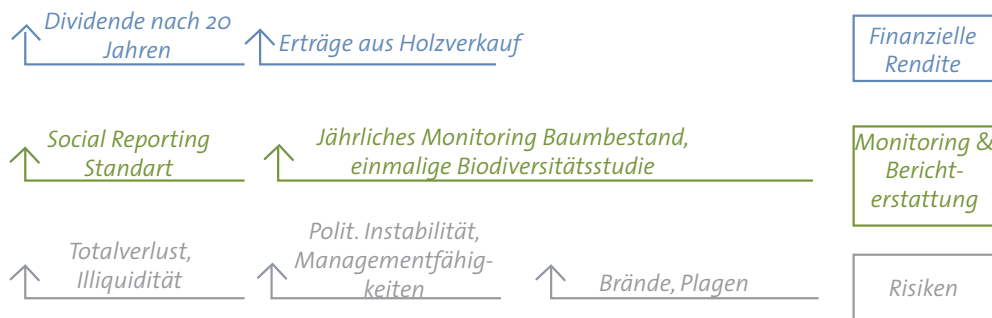 Dividende nach 20
Jahren
Erträge aus Holzverkauf
Finanzielle
Rendite
Social Reporting
Standart
Jährliches Monitoring Baumbestand,
einmalige Biodiversitätsstudie
Monitoring &
Bericht-
erstattung
Totalverlust,
Illiquidität
Polit. Instabilität,
Managementfähig-
keiten
Brände, Plagen
Risiken